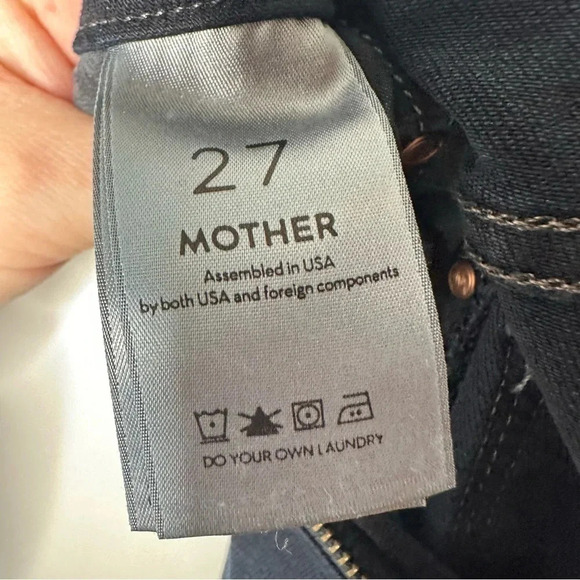 27
MOTHER
Assembled in USA
by both USA and foreign components
DO YOUR OWN LAUNDRY